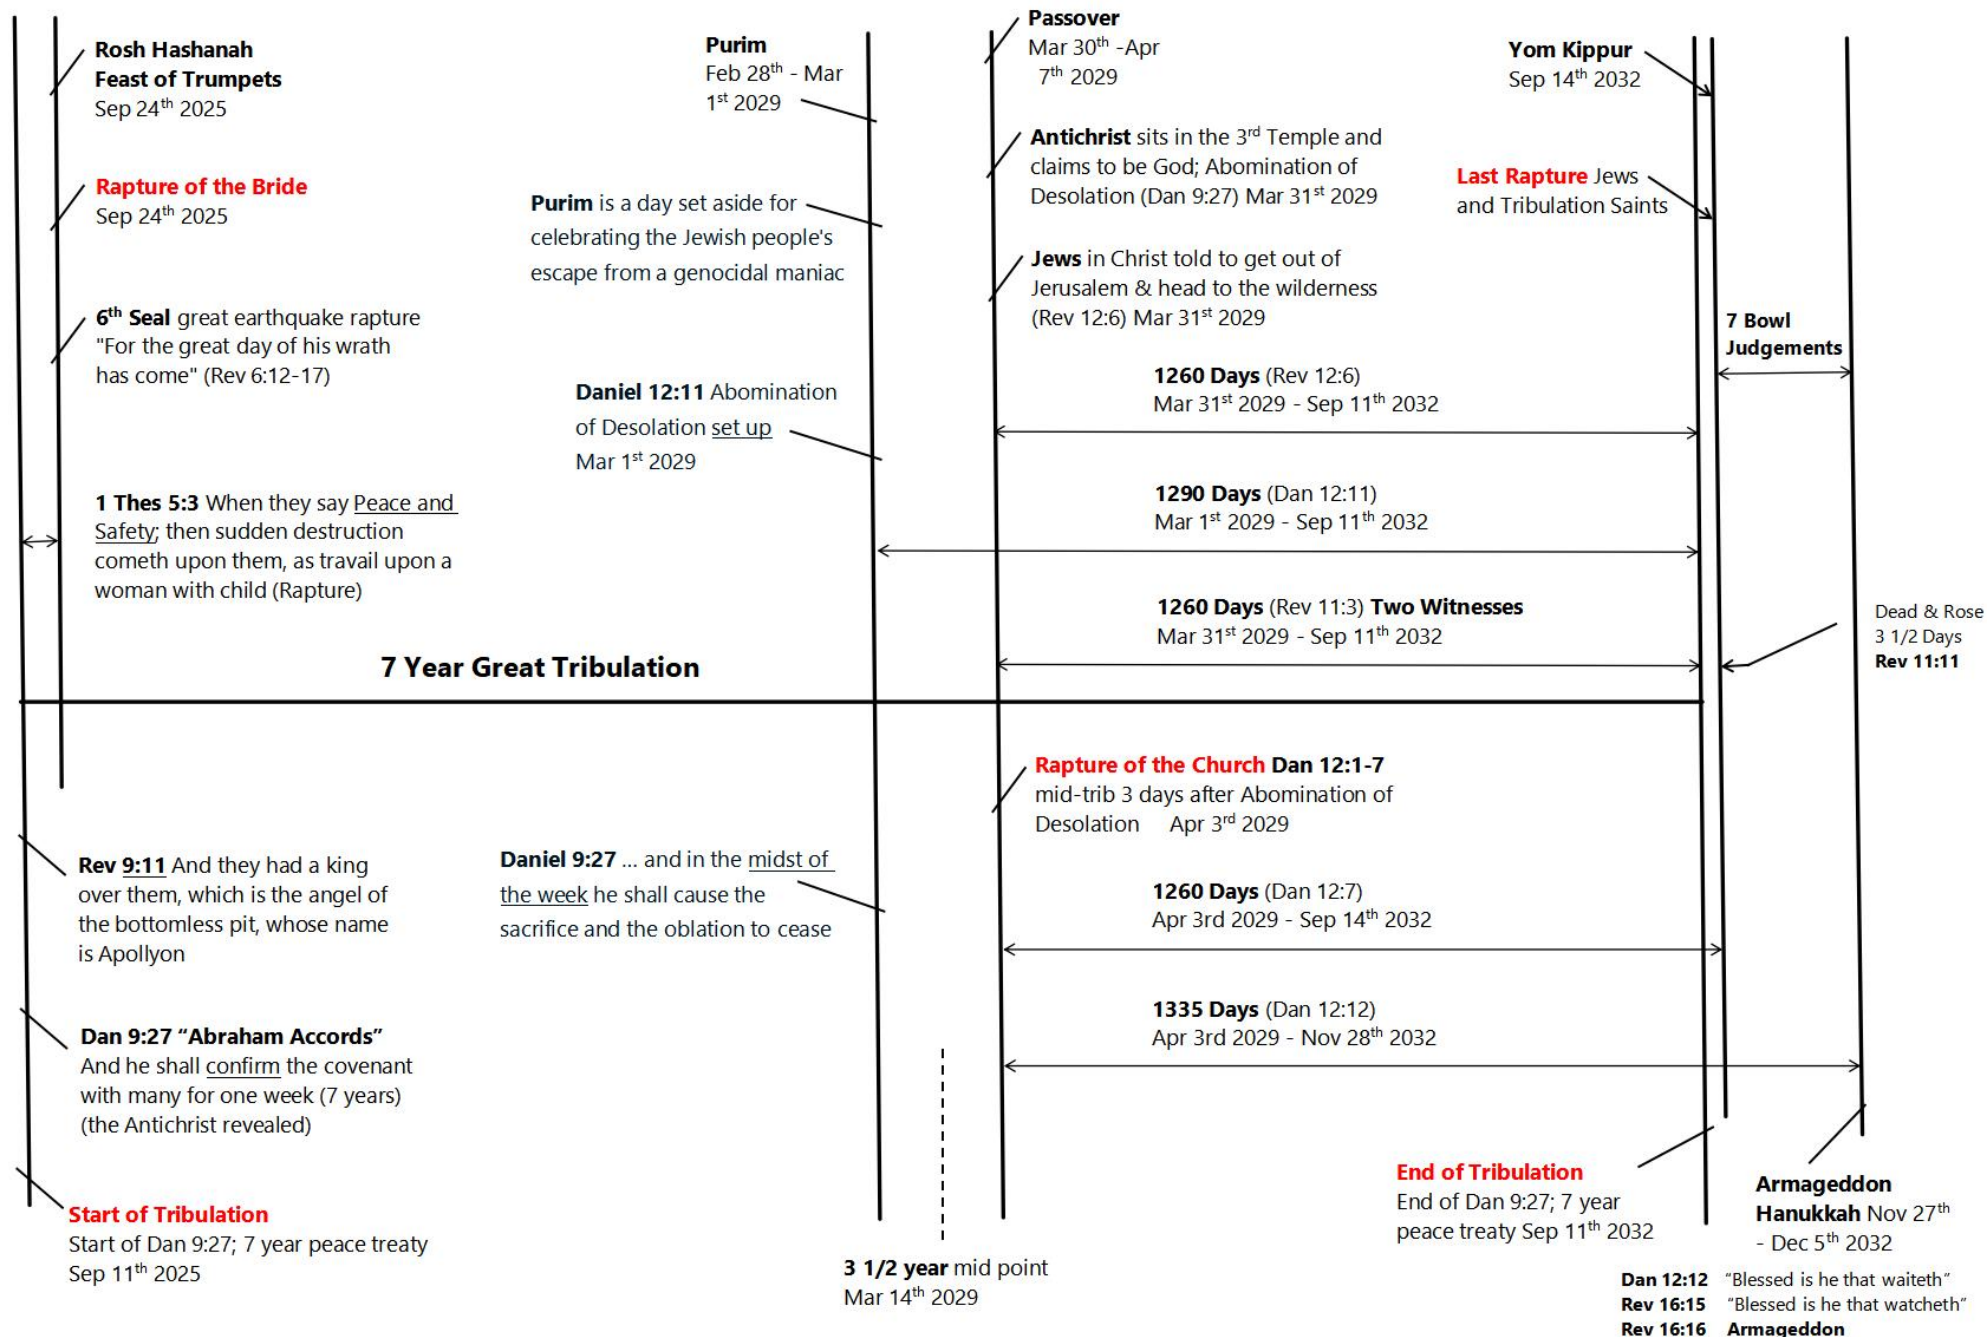 Rosh Hashanah
Feast of Trumpets
Sep 24th 2025
Rapture of the Bride
Sep 24th 2025
6th Seal great earthquake rapture
"For the great day of his wrath
has come" (Rev 6:12-17)
1 Thes 5:3 When they say Peace and
Safety; then sudden destruction
cometh upon them, as travail upon a
woman with child (Rapture)
Purim
Feb 28th - Mar
1st 2029
Purim is a day set aside for
celebrating the Jewish people's
escape from a genocidal maniac
Daniel 12:11 Abomination
of Desolation set up
Mar 1st 2029
Passover
Mar 30th -Apr
7th 2029
Antichrist sits in the 3rd Temple and
claims to be God; Abomination of
Desolation (Dan 9:27) Mar 31st 2029
Jews in Christ told to get out of
Jerusalem & head to the wilderness
(Rev 12:6) Mar 31st 2029
1260 Days (Rev 12:6)
Mar 31st 2029 - Sep 11th 2032
1290 Days (Dan 12:11)
Mar 1st 2029 - Sep 11th 2032
1260 Days (Rev 11:3) Two Witnesses
Mar 31st 2029 - Sep 11th 2032
Yom Kippur
Sep 14th 2032
Last Rapture Jews
and Tribulation Saints
7 Bowl
Judgements
Dead & Rose
3 1/2 Days
Rev 11:11
7 Year Great Tribulation
Rev 9:11 And they had a king
over them, which is the angel of
the bottomless pit, whose name
is Apollyon
Dan 9:27 “Abraham Accords”
And he shall confirm the covenant
with many for one week (7 years)
(the Antichrist revealed)
Start of Tribulation
Start of Dan 9:27; 7 year peace treaty
Sep 11th 2025
Daniel 9:27 ... and in the midst of
the week he shall cause the
sacrifice and the oblation to cease
3 1/2 year mid point
Mar 14th 2029
Rapture of the Church Dan 12:1-7
mid-trib 3 days after Abomination of
Desolation Apr 3rd 2029
1260 Days (Dan 12:7)
Apr 3rd 2029 - Sep 14th 2032
1335 Days (Dan 12:12)
Apr 3rd 2029 - Nov 28th 2032
End of Tribulation
End of Dan 9:27; 7 year
peace treaty Sep 11th 2032
Armageddon
Hanukkah Nov 27th
- Dec 5th 2032
Dan 12:12 “Blessed is he that waiteth”
Rev 16:15 “Blessed is he that watcheth”
Rev 16:16 Armageddon